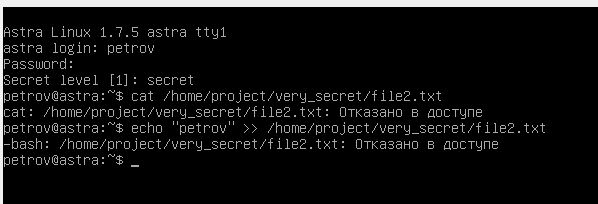 Astra Linux 1.7.5 astra tty1
astra login: petrov
Password:
Secret level [1]: secret
petrov@astra:~$ cat /home/project/very_secret/file2.txt
cat: /home/project/very_secret/file2.txt: Отказано в доступе
petrov@astra:~$ echo "petrov" >> /home/project/very_secret/file2.txt
-bash: /home/project/very_secret/file2.txt: Отказано в доступе
petrov@astra:~$ _